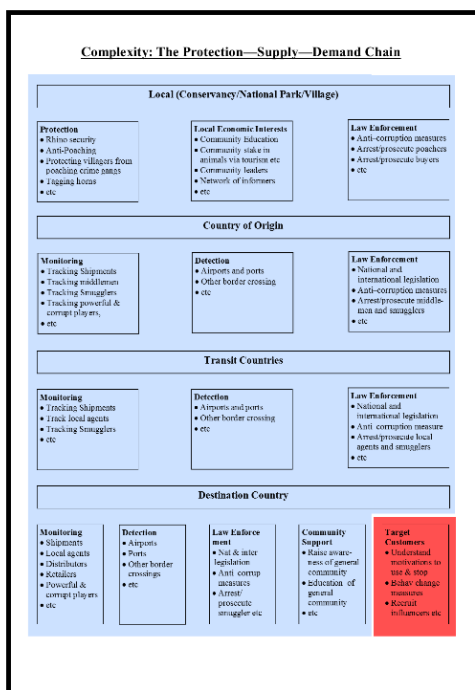 Complexity: The Protection—Supply—Demand Chain
Local (Conservancy/National Park/Village)
Protection
• Rhino security
• Anti-Poaching
• Protecting villagers from
poaching crime gangs
• Tagging horns
• etc
Local Economic Interests
• Community Education
• Community stake in
animals via tourism etc
• Community leaders
• Network of informers
• etc
Law Enforcement
• Anti-corruption measures
• Arrest/prosecute poachers
• Arrest/prosecute buyers
• etc
Country of Origin
Monitoring
• Tracking Shipments
• Tracking middlemen
• Tracking Smugglers
• Tracking powerful &
corrupt players,
• etc
Detection
• Airports and ports
• Other border crossing
• etc
Law Enforcement
• National and
international legislation
• Anti-corruption measures
• Arrest/prosecute middle-
men and smugglers
• etc
Transit Countries
Monitoring
• Tracking Shipments
• Track local agents
• Tracking Smugglers
• etc
Detection
• Airports and ports
• Other border crossing
• etc
Law Enforcement
• National and
international legislation
• Anti corruption measure
• Arrest/prosecute local
agents and smugglers
• etc
Destination Country
Monitoring
• Shipments
• Local agents
• Distributors
• Retailers
• Powerful &
corrupt players
• etc
Detection
• Airports
• Ports
• Other border
crossings
• etc
Law Enforce
ment
• Nat & inter
legislation
• Anti corrup
measures
• Arrest/
prosecute
smuggler etc
Community
Support
• Raise aware-
ness of general
community
• Education of
general
community
• etc
Target
Customers
• Understand
motivations to
use & stop
• Behav change
measures
• Recruit
influencers etc